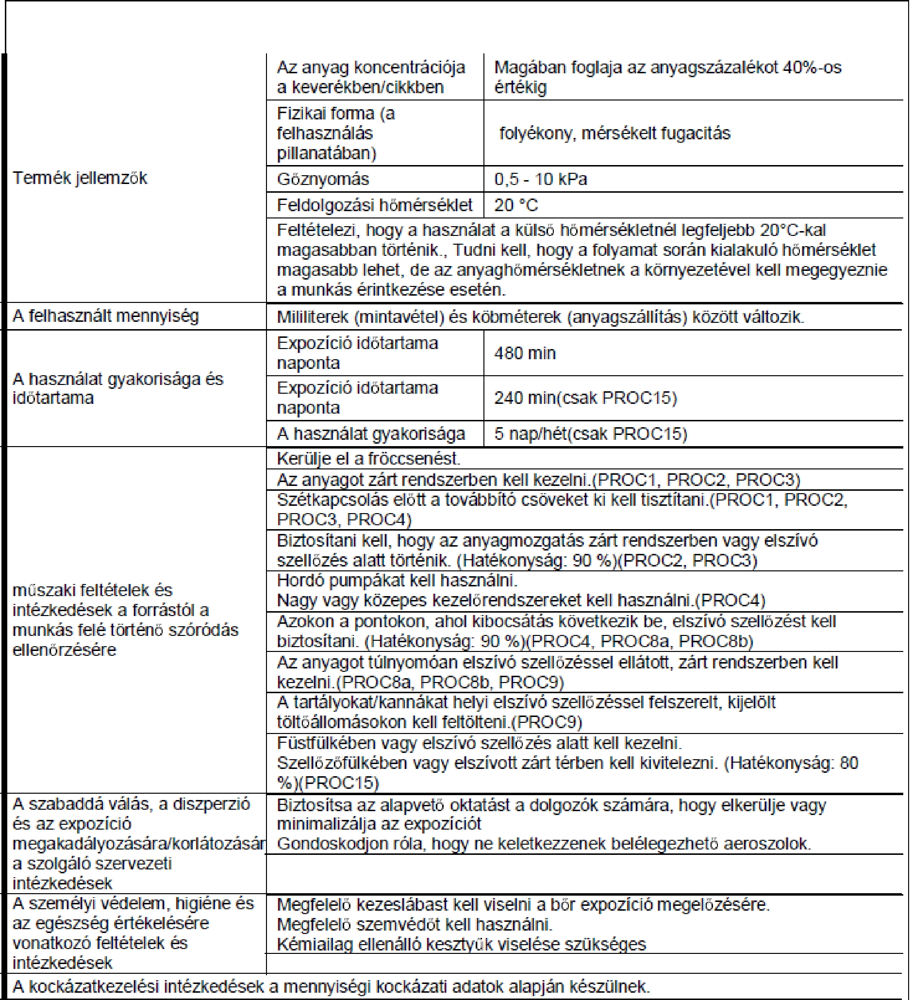 Az anyag koncentrációja
a keverékben/cikkben
Magában foglaja az anyagszázalékot 40%-os
értékig
Fizikai forma (a
felhasználás
pillanatában)
folyékony, mérsékelt fugacitás
Termék jellemzők
Gőznyomás
0,5 - 10 kPa
Feldolgozási hőmérséklet
20 °C
Feltételezi, hogy a használat a külső hőmérsékletnél legfeljebb 20°C-kal
magasabban történik., Tudni kell, hogy a folyamat során kialakuló hőmérséklet
magasabb lehet, de az anyaghőmérsékletnek a környezetével kell megegyeznie
a munkás érintkezése esetén.
A felhasznált mennyiség
Mililiterek (mintavétel) és köbméterek (anyagszállítás) között változik.
A használat gyakorisága és
időtartama
Expozíció időtartama
naponta
480 min
Expozíció időtartama
naponta
240 min(csak PROC15)
A használat gyakorisága
5 nap/hét(csak PROC15)
műszaki feltételek és
intézkedések a forrástól a
munkás felé történő szóródás
ellenőrzésére
Kerülje el a fröccsenést.
Az anyagot zárt rendszerben kell kezelni.(PROC1, PROC2, PROC3)
Szétkapcsolás előtt a továbbító csöveket ki kell tisztítani.(PROC1, PROC2,
PROC3, PROC4)
Biztosítani kell, hogy az anyagmozgatás zárt rendszerben vagy elszívó
szellőzés alatt történik. (Hatékonyság: 90 %)(PROC2, PROC3)
Hordó pumpákat kell használni.
Nagy vagy közepes kezelőrendszereket kell használni.(PROC4)
Azokon a pontokon, ahol kibocsátás következik be, elszívó szellőzést kell
biztosítani. (Hatékonyság: 90 %)(PROC4, PROC8a, PROC8b)
Az anyagot túlnyomóan elszívó szellőzéssel ellátott, zárt rendszerben kell
kezelni.(PROC8a, PROC8b, PROC9)
A tartályokat/kannákat helyi elszívó szellőzéssel felszerelt, kijelölt
töltőállomásokon kell feltölteni.(PROC9)
Füstfülkében vagy elszívó szellőzés alatt kell kezelni.
Szellőzőfülkében vagy elszívott zárt térben kell kivitelezni. (Hatékonyság: 80
%)(PROC15)
A szabaddá válás, a diszperzió
és az expozíció
megakadályozására/korlátozásár
a szolgáló szervezeti
intézkedések
Biztosítsa az alapvető oktatást a dolgozók számára, hogy elkerülje vagy
minimalizálja az expozíciót
Gondoskodjon róla, hogy ne keletkezzenek belélegezhető aeroszolok.
A személyi védelem, higiéne és
az egészség értékelésére
vonatkozó feltételek és
intézkedések
Megfelelő kezeslábast kell viselni a bőr expozíció megelőzésére.
Megfelelő szemvédőt kell használni.
Kémiailag ellenálló kesztyűk viselése szükséges
A kockázatkezelési intézkedések a mennyiségi kockázati adatok alapján készülnek.